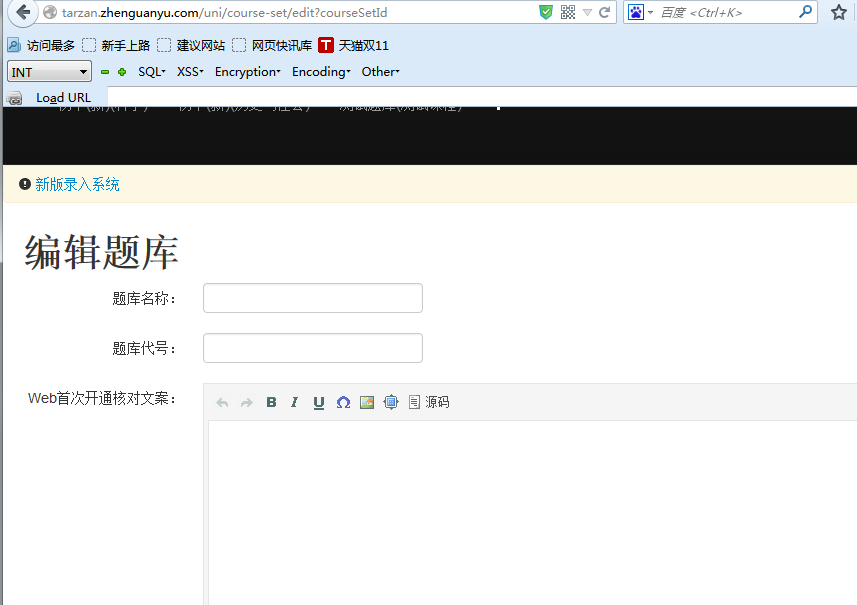 tarzan.zhenguanyu.com/uni/course-set/edit?courseSetId
百度 <Ctrl+K>
访问最多 新手上路 建议网站 网页快讯库 T 天猫双11
INT SQL XSS Encryption Encoding Other
Load URL
新版录入系统
编辑题库
题库名称：
题库代号：
Web首次开通核对文案：
B I U Ω 源码